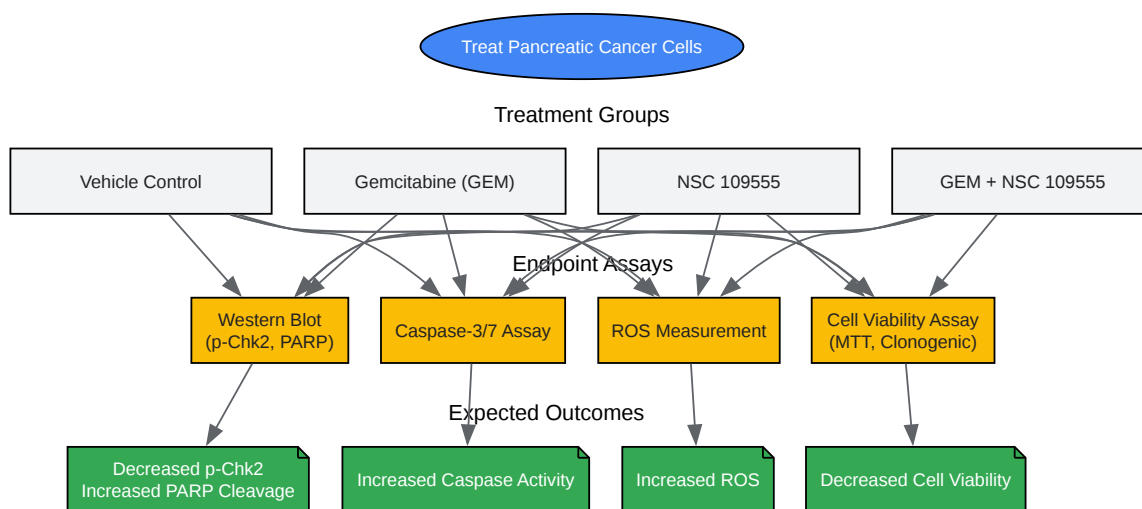 Treat Pancreatic Cancer Cells
Treatment Groups
Vehicle Control
Gemcitabine (GEM)
NSC 109555
GEM + NSC 109555
Endpoint Assays
Western Blot
(p-Chk2, PARP)
Caspase-3/7 Assay
ROS Measurement
Cell Viability Assay
(MTT, Clonogenic)
Expected Outcomes
Decreased p-Chk2
Increased PARP Cleavage
Increased Caspase Activity
Increased ROS
Decreased Cell Viability